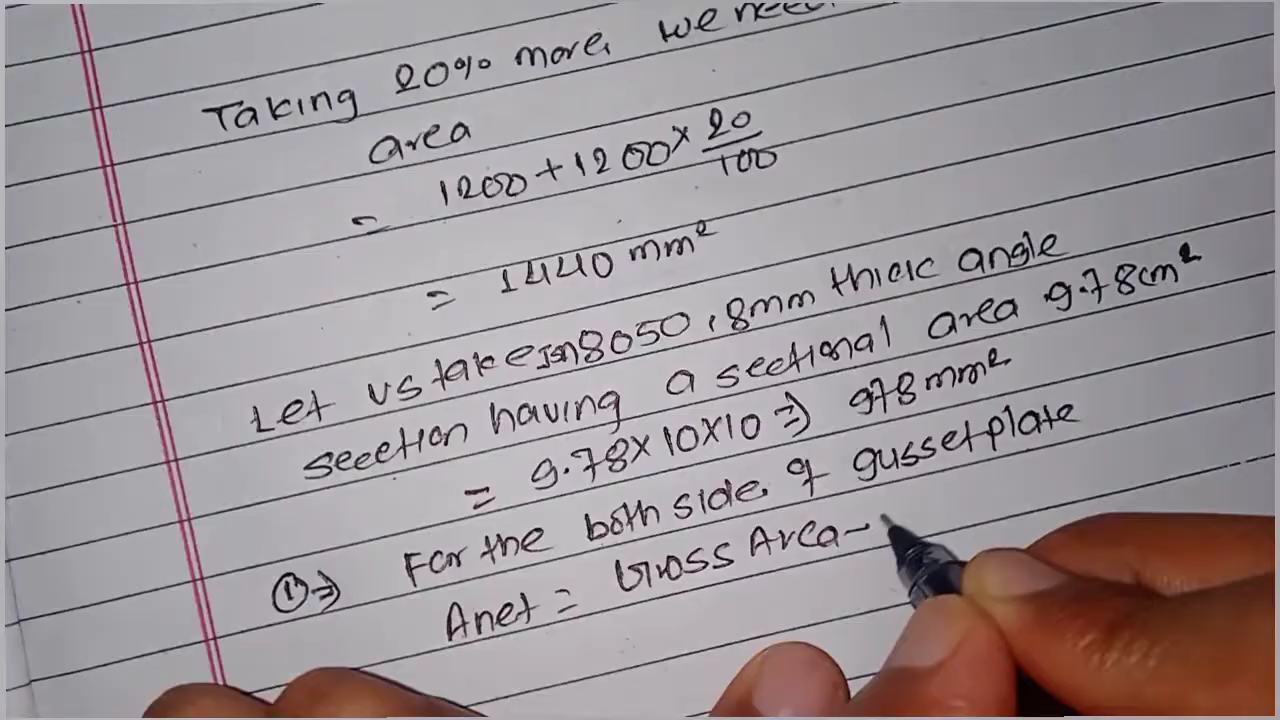 Taking 20% more, we need
area
= 1200 + 1200 × 20/100
= 1440 mm²
Let us take ISA 8050, 8mm thick angle
section having a sectional area 9.78cm²
= 9.78×10×10 => 978mm²
① => For the both side of gusset plate
Anet = Gross Area -